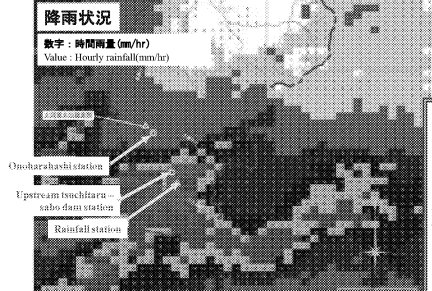 降雨状況
数字：時間雨量(mm/hr)
Value : Hourly rainfall(mm/hr)
Onoharahashi station
Upstream tsuchitaru –
sabo dam station
Rainfall station